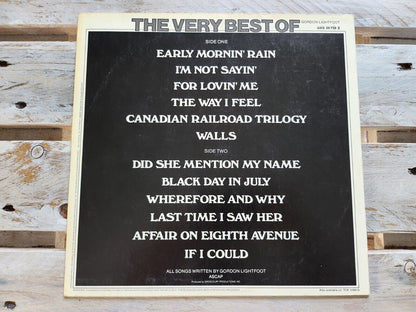 THE VERY BEST OF GORDON LIGHTFOOT
SIDE ONE
EARLY MORNIN' RAIN
I'M NOT SAYIN'
FOR LOVIN' ME
THE WAY I FEEL
CANADIAN RAILROAD TRILOGY
WALLS
SIDE TWO
DID SHE MENTION MY NAME
BLACK DAY IN JULY
WHEREFORE AND WHY
LAST TIME I SAW HER
AFFAIR ON EIGHTH AVENUE
IF I COULD
ALL SONGS WRITTEN BY GORDON LIGHTFOOT
ASCAP